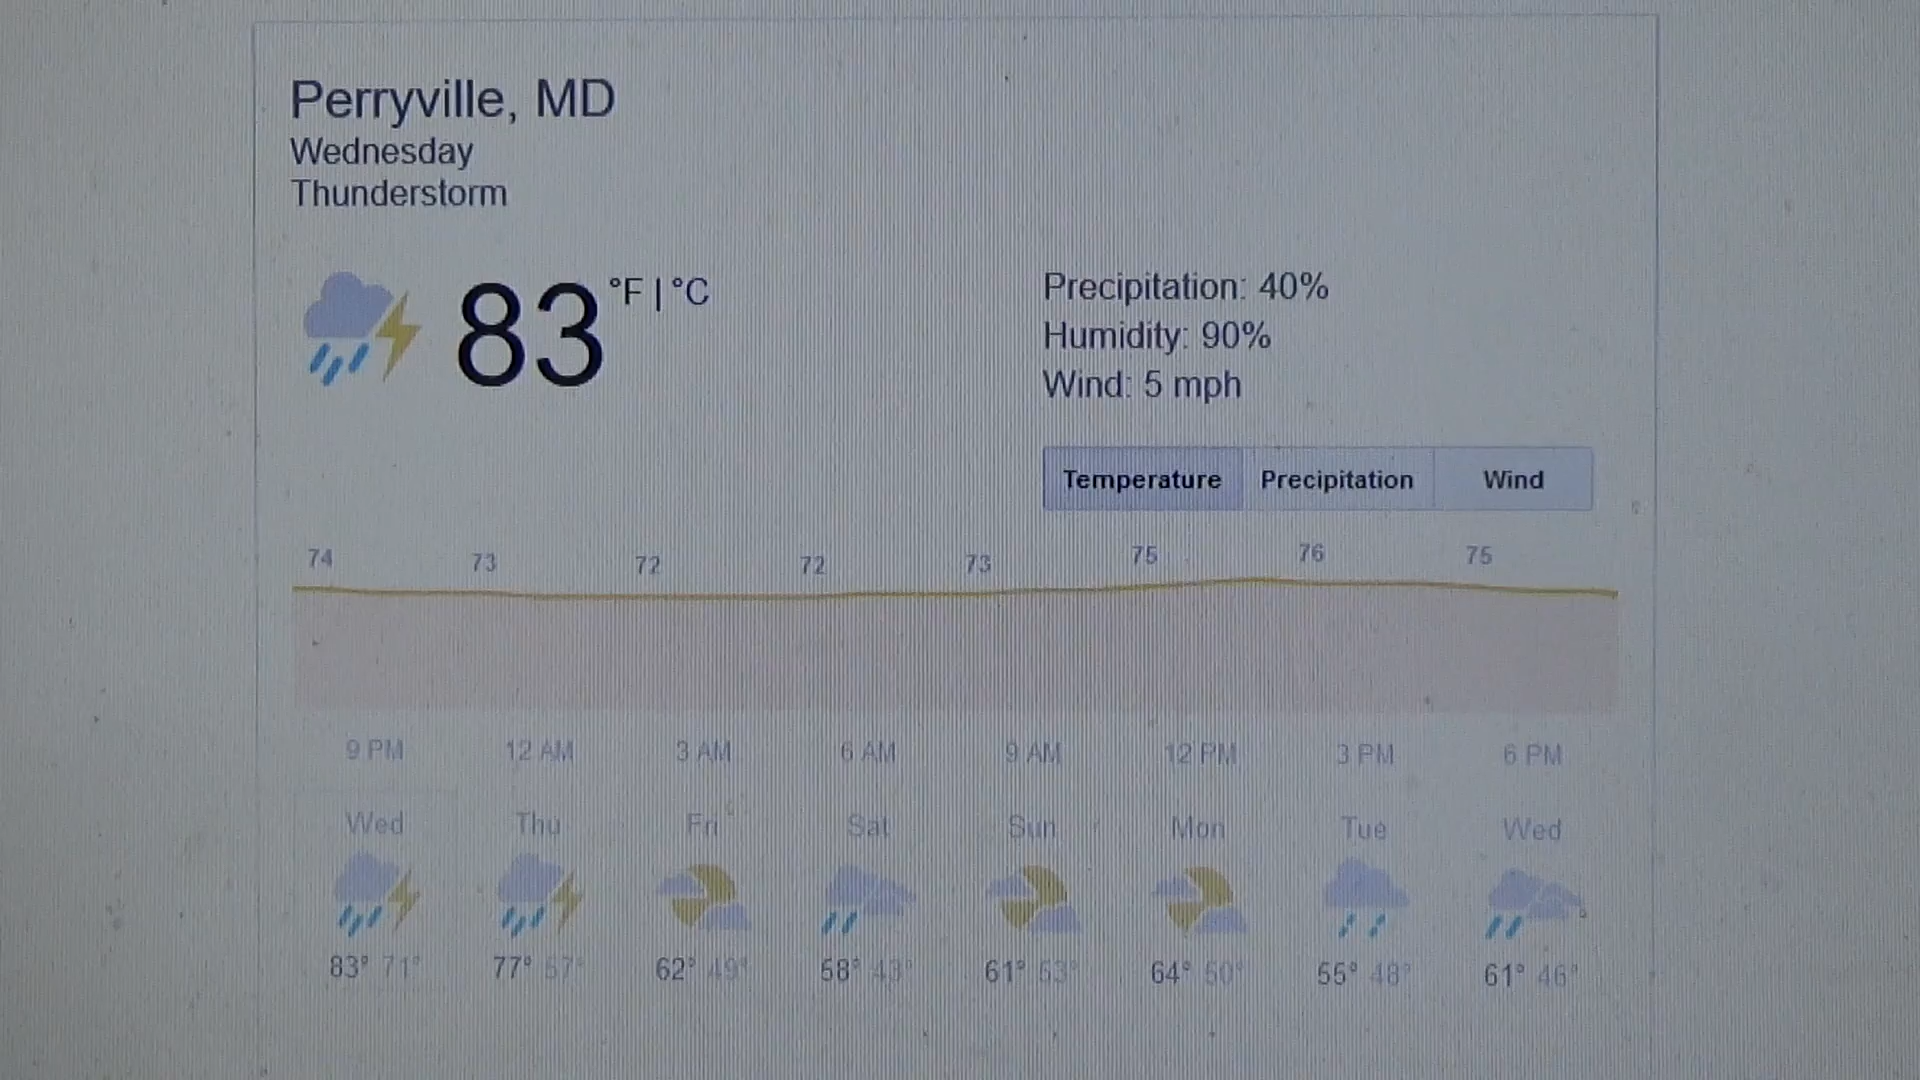 Perryville, MD
Wednesday
Thunderstorm
83 °F | °C
Precipitation: 40%
Humidity: 90%
Wind: 5 mph
Temperature Precipitation Wind
74 73 72 72 73 75 76 75
9 PM 12 AM 3 AM 6 AM 9 AM 12 PM 3 PM 6 PM
Wed Thu Fri Sat Sun Mon Tue Wed
83° 71° 77° 57° 62° 49° 58° 43° 61° 53° 64° 50° 55° 48° 61° 46°